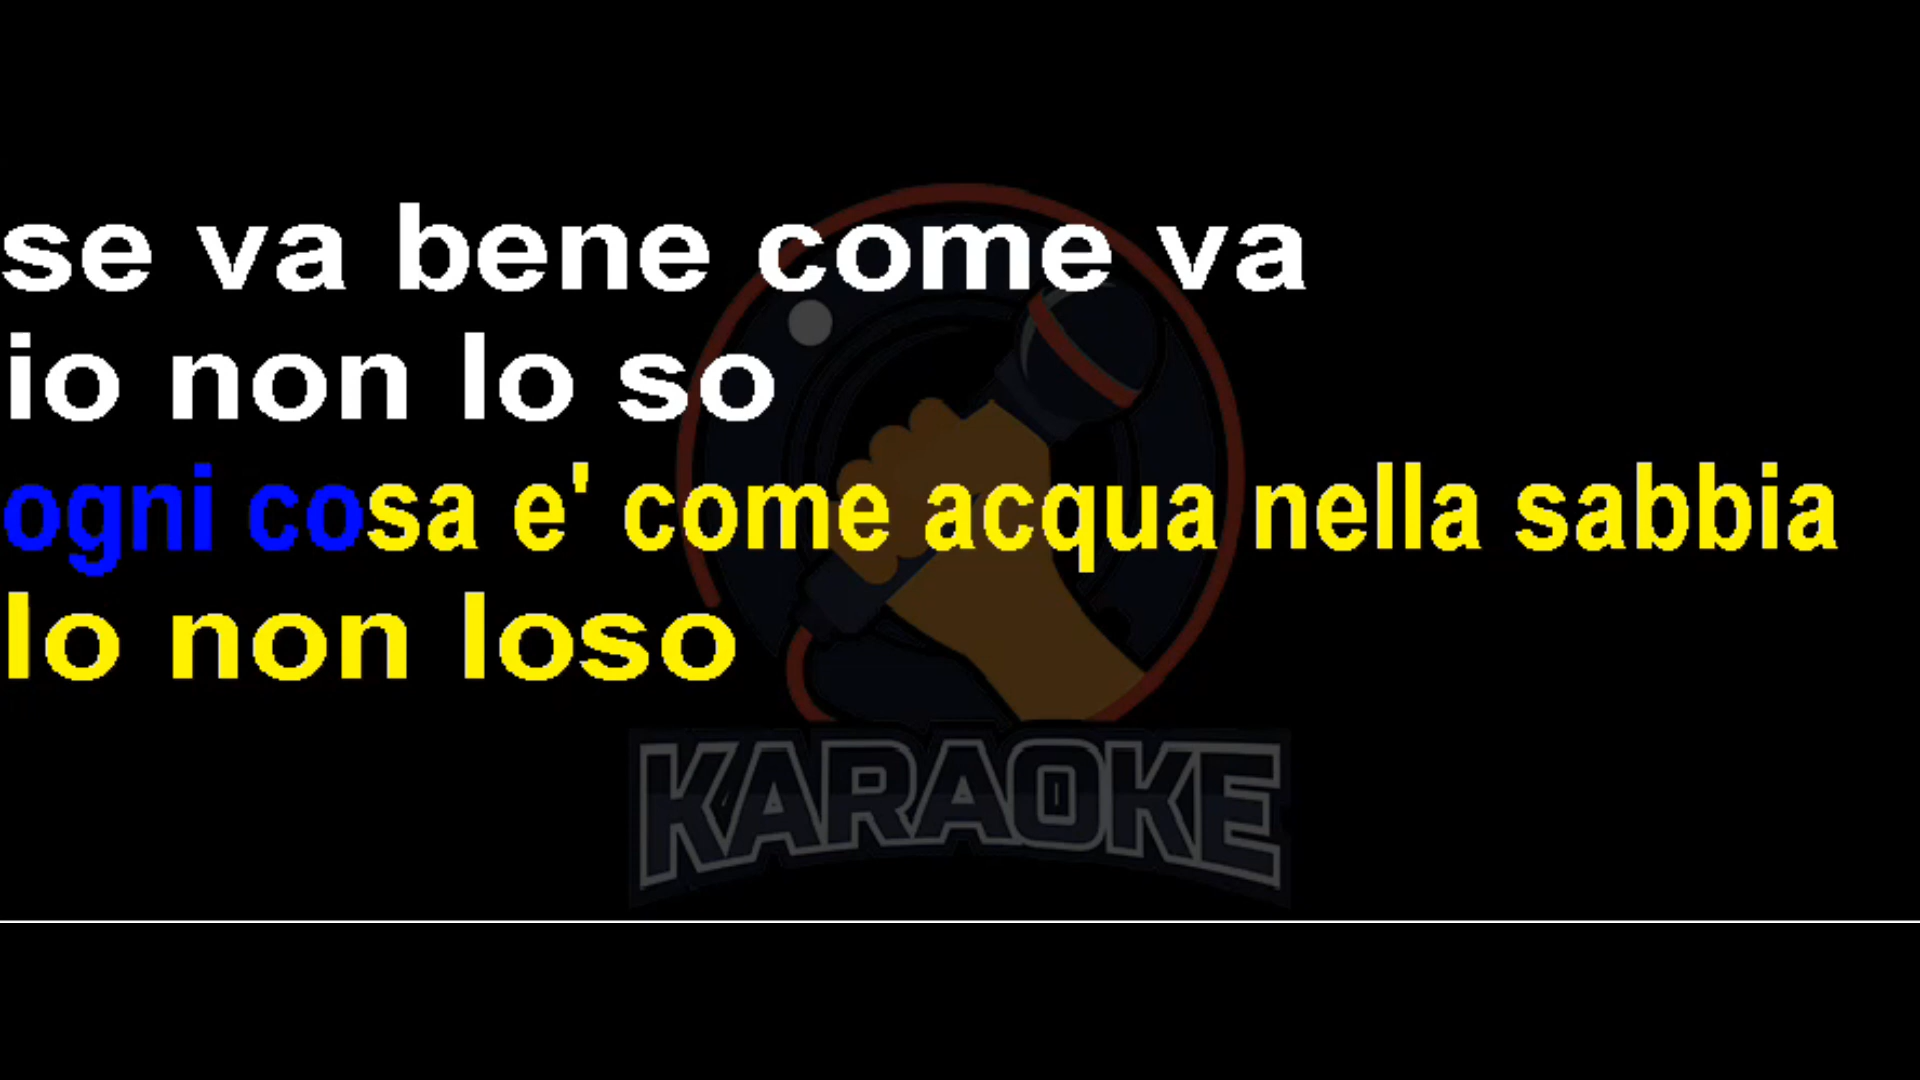 se va bene come va
io non lo so
ogni cosa e' come acqua nella sabbia
Io non loso
KARAOKE